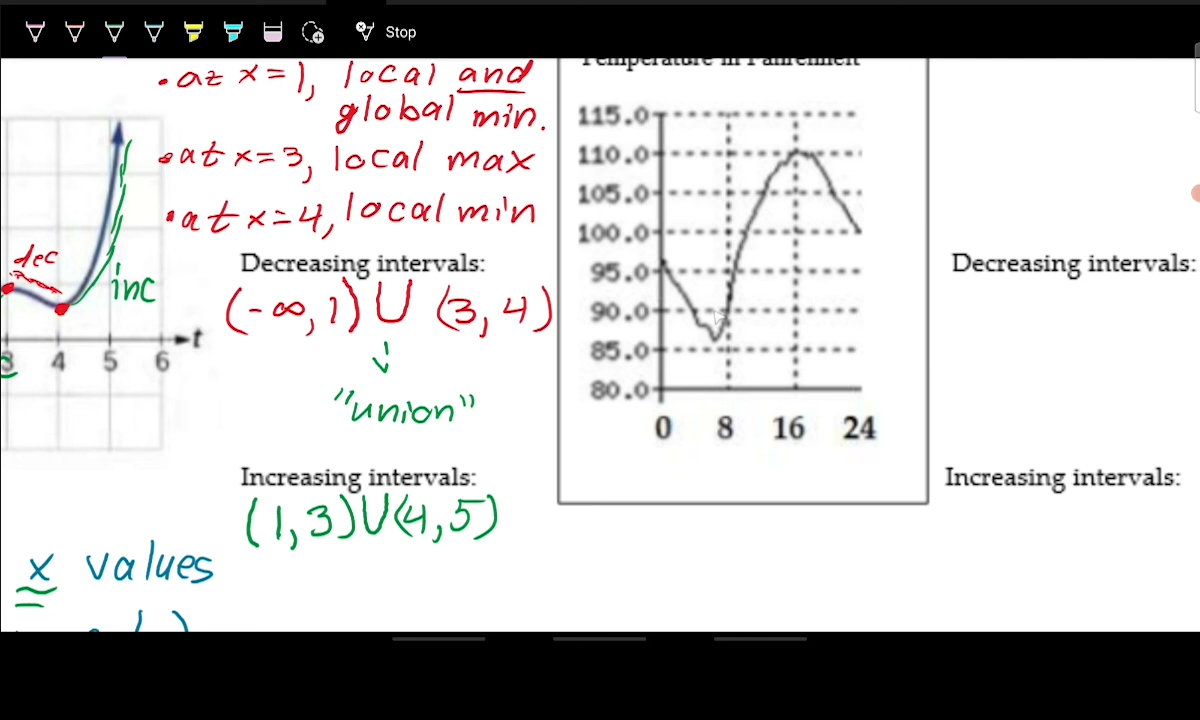 Stop
• at x=1, local and
global min.
• at x=3, local max
• at x=4, local min
dec
inc
t
3 4 5 6
Decreasing intervals:
(-∞,1) U (3,4)
"union"
Increasing intervals:
(1,3)U(4,5)
x values
Temperature in Fahrenheit
115.0
110.0
105.0
100.0
95.0
90.0
85.0
80.0
0 8 16 24
Decreasing intervals:
Increasing intervals: